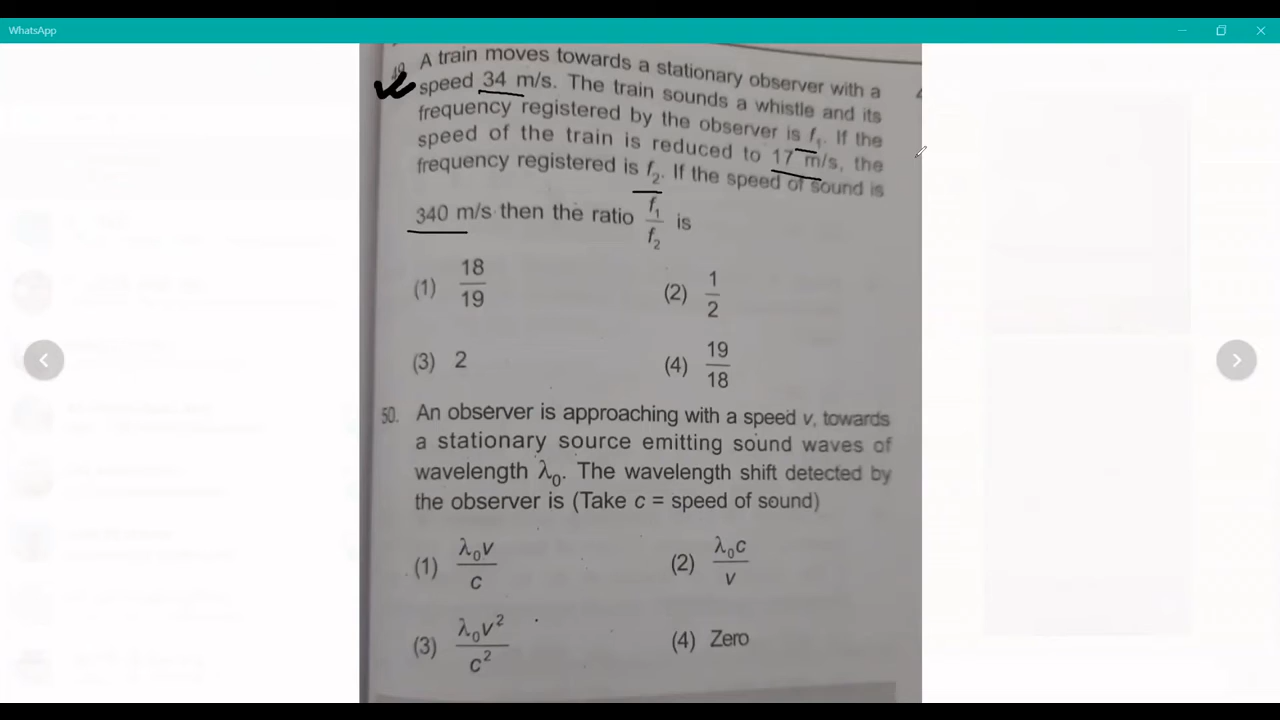 WhatsApp
49. A train moves towards a stationary observer with a
speed 34 m/s. The train sounds a whistle and its
frequency registered by the observer is f₁. If the
speed of the train is reduced to 17 m/s, the
frequency registered is f₂. If the speed of sound is
340 m/s then the ratio f₁/f₂ is
(1) 18/19 (2) 1/2
(3) 2 (4) 19/18
50. An observer is approaching with a speed v, towards
a stationary source emitting sound waves of
wavelength λ₀. The wavelength shift detected by
the observer is (Take c = speed of sound)
(1) λ₀v/c (2) λ₀c/v
(3) λ₀v²/c² (4) Zero